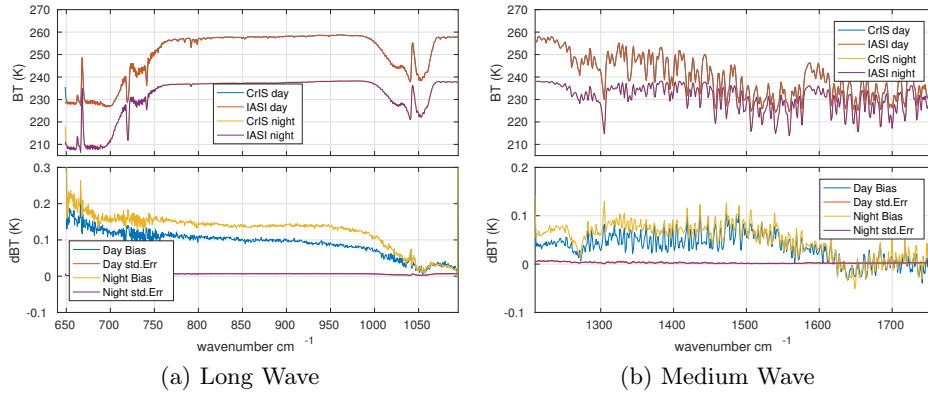 270
260
250
240
230
220
210
BT (K)
CrIS day
IASI day
CrIS night
IASI night
0.3
0.2
0.1
0
-0.1
dBT (K)
Day Bias
Day std.Err
Night Bias
Night std.Err
650 700 750 800 850 900 950 1000 1050
wavenumber cm -1
(a) Long Wave
270
260
250
240
230
220
210
BT (K)
CrIS day
IASI day
CrIS night
IASI night
0.2
0.1
0
-0.1
dBT (K)
Day Bias
Day std.Err
Night Bias
Night std.Err
1300 1400 1500 1600 1700
wavenumber cm -1
(b) Medium Wave